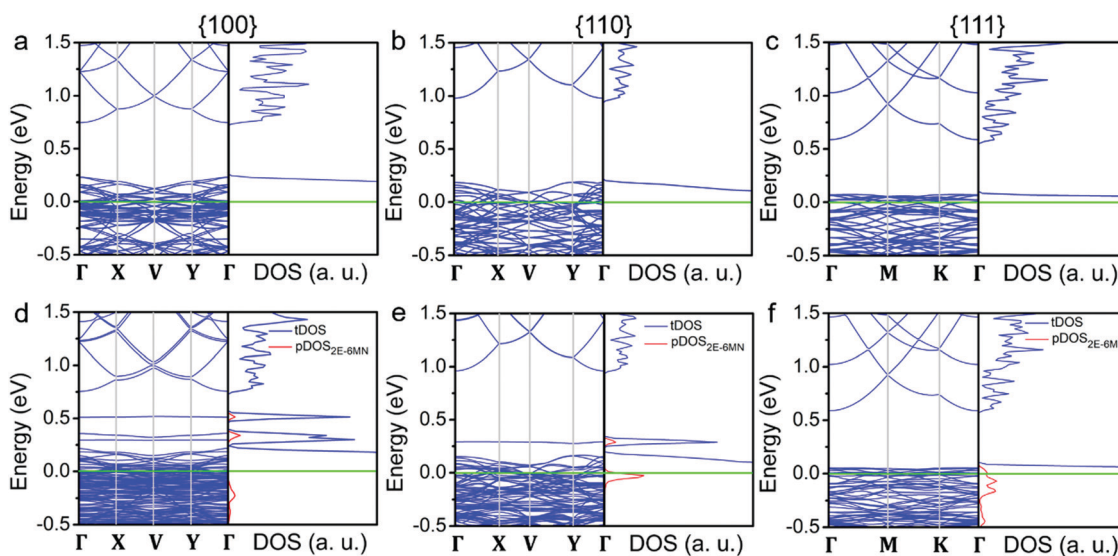 {100} {110} {111}
a b c
1.5 1.5 1.5
1.0 1.0 1.0
0.5 0.5 0.5
0.0 0.0 0.0
-0.5 -0.5 -0.5
Energy (eV) Energy (eV) Energy (eV)
Γ X V Y Γ DOS (a. u.) Γ X V Y Γ DOS (a. u.) Γ M K Γ DOS (a. u.)
d e f
1.5 1.5 1.5
tDOS tDOS tDOS
pDOS2E-6MN pDOS2E-6MN pDOS2E-6M
1.0 1.0 1.0
0.5 0.5 0.5
0.0 0.0 0.0
-0.5 -0.5 -0.5
Energy (eV) Energy (eV) Energy (eV)
Γ X V Y Γ DOS (a. u.) Γ X V Y Γ DOS (a. u.) Γ M K Γ DOS (a. u.)